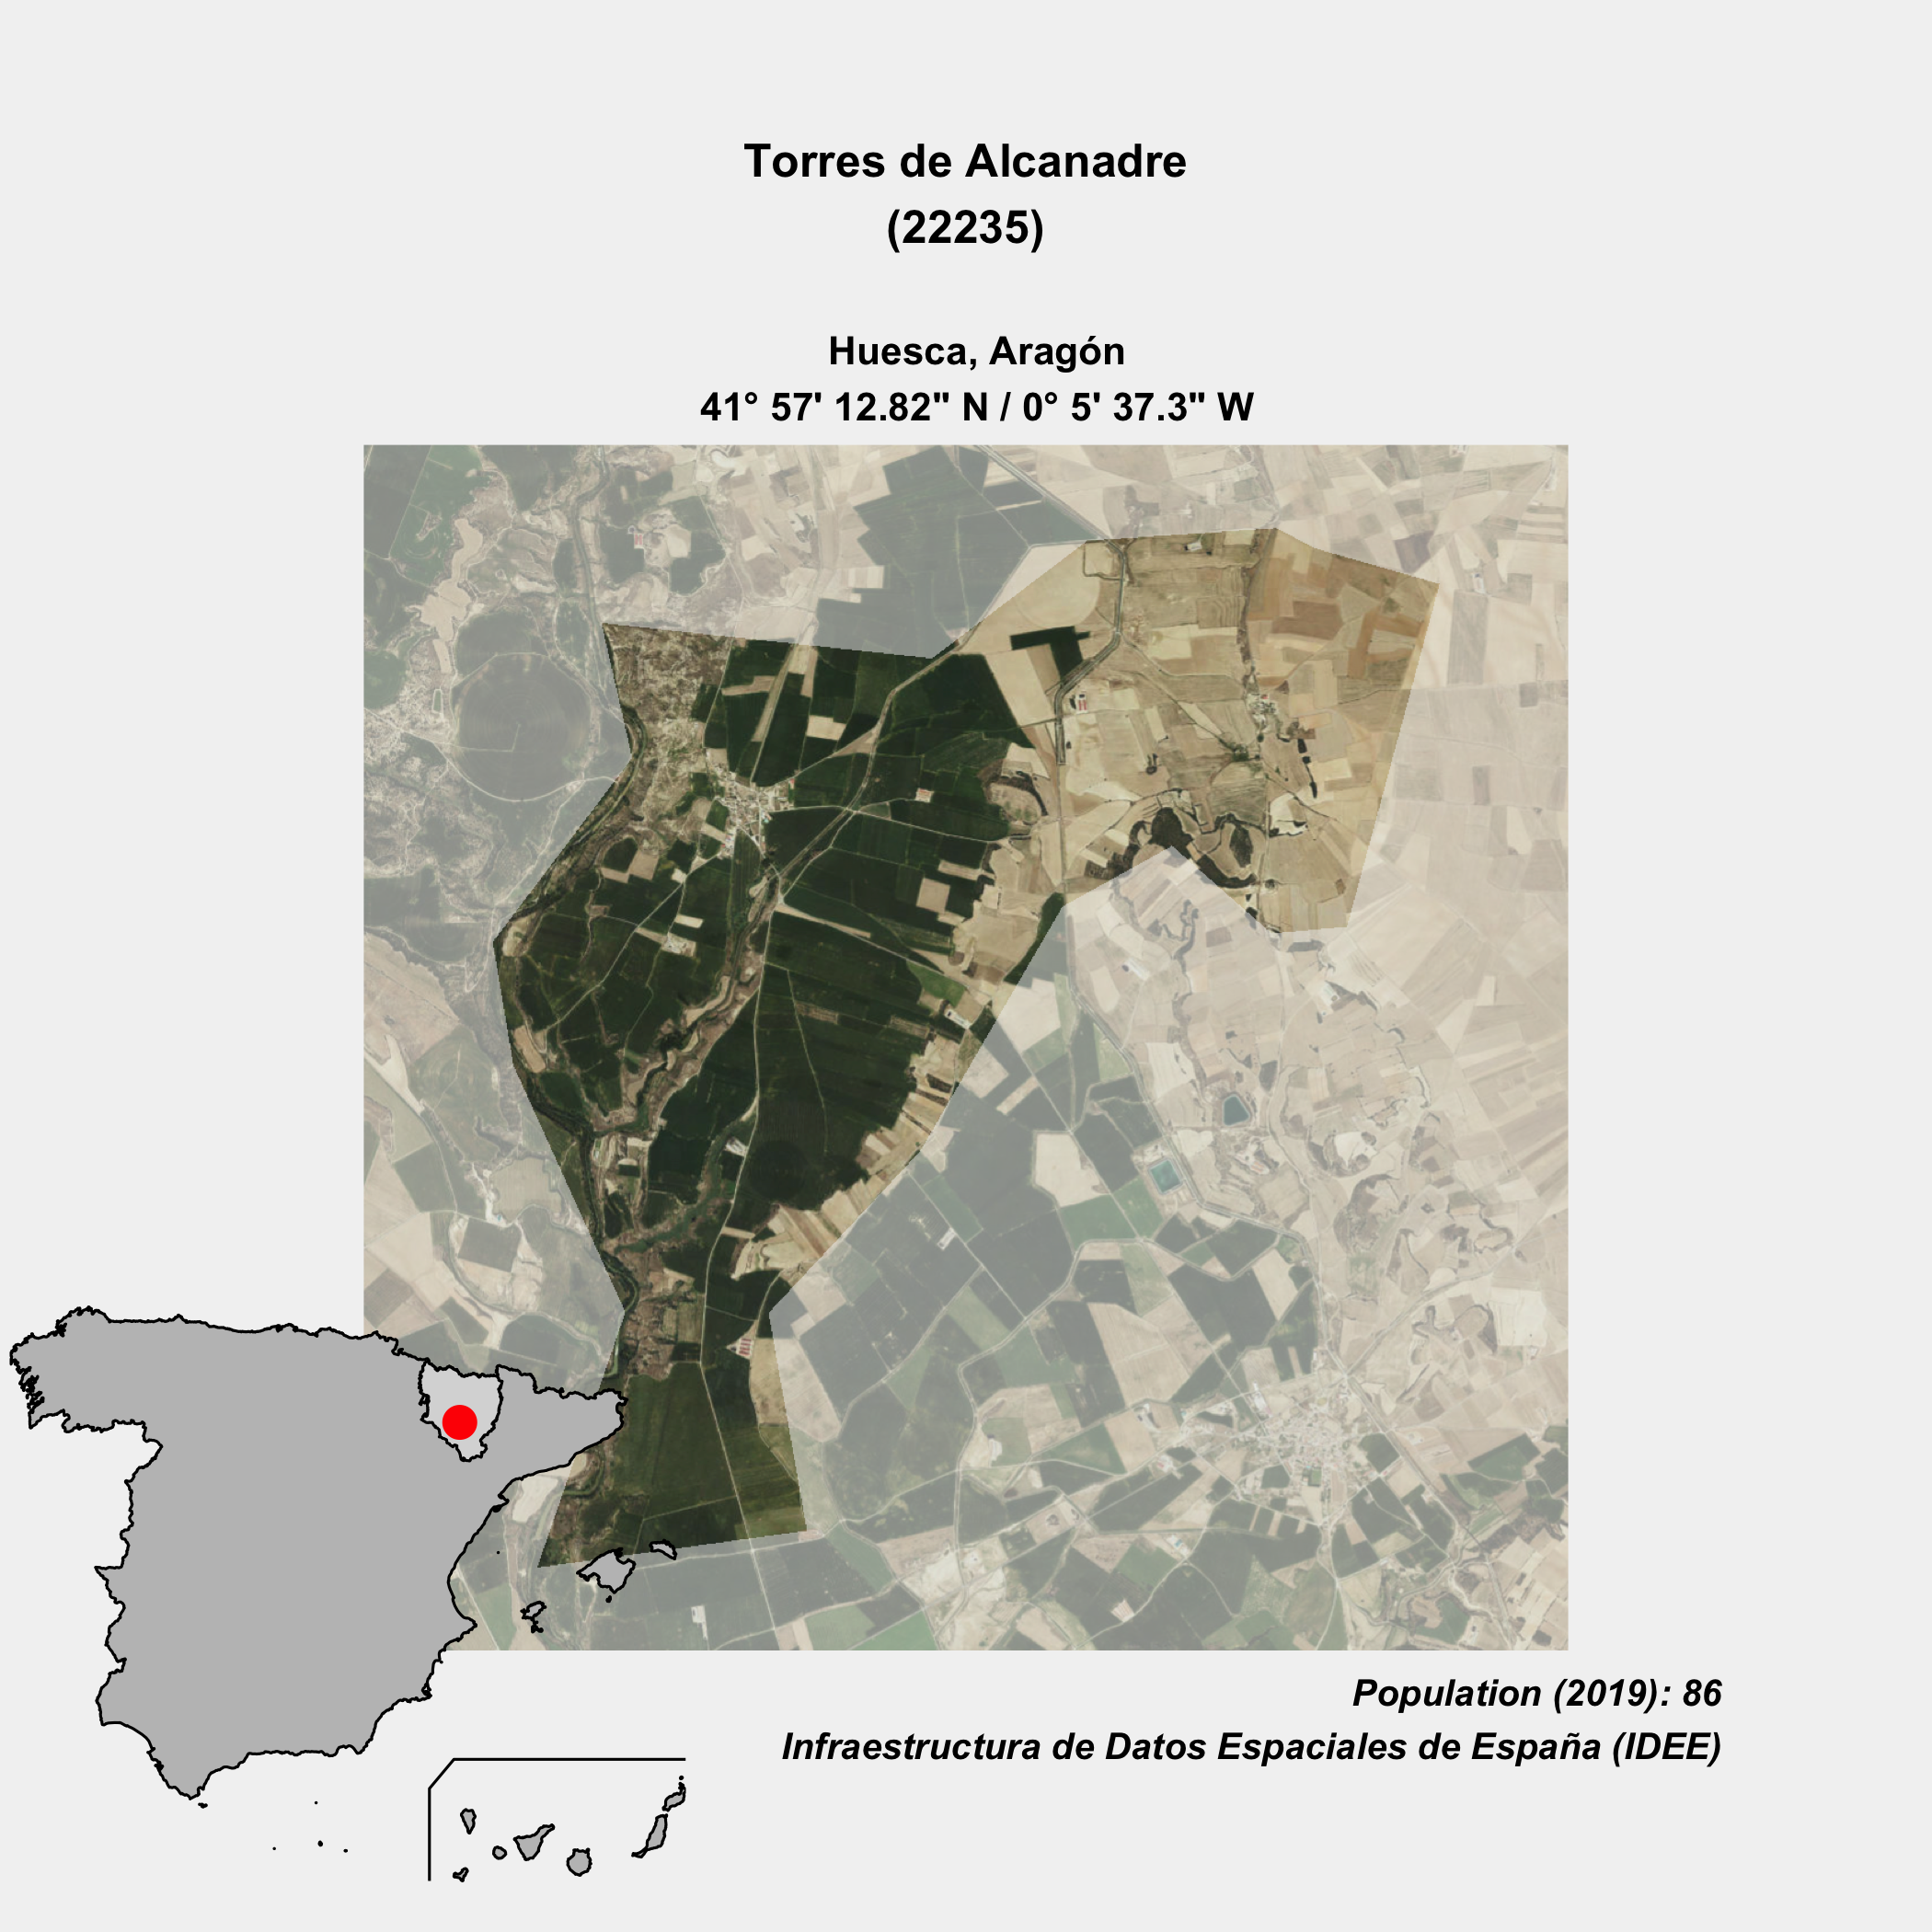 Torres de Alcanadre
(22235)
Huesca, Aragón
41° 57' 12.82" N / 0° 5' 37.3" W
Population (2019): 86
Infraestructura de Datos Espaciales de España (IDEE)